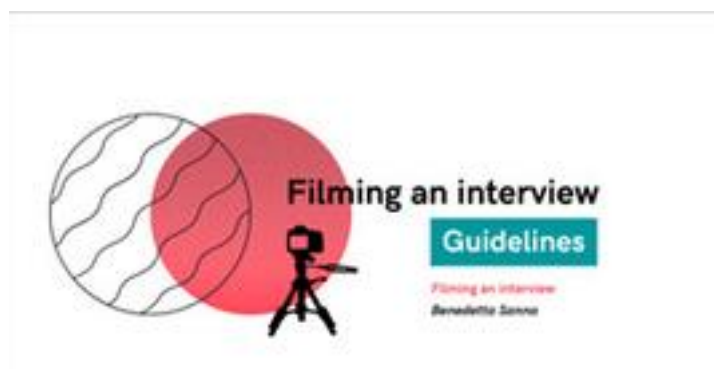 Filming an interview
Guidelines
Filming an interview
Benedetta Sanna